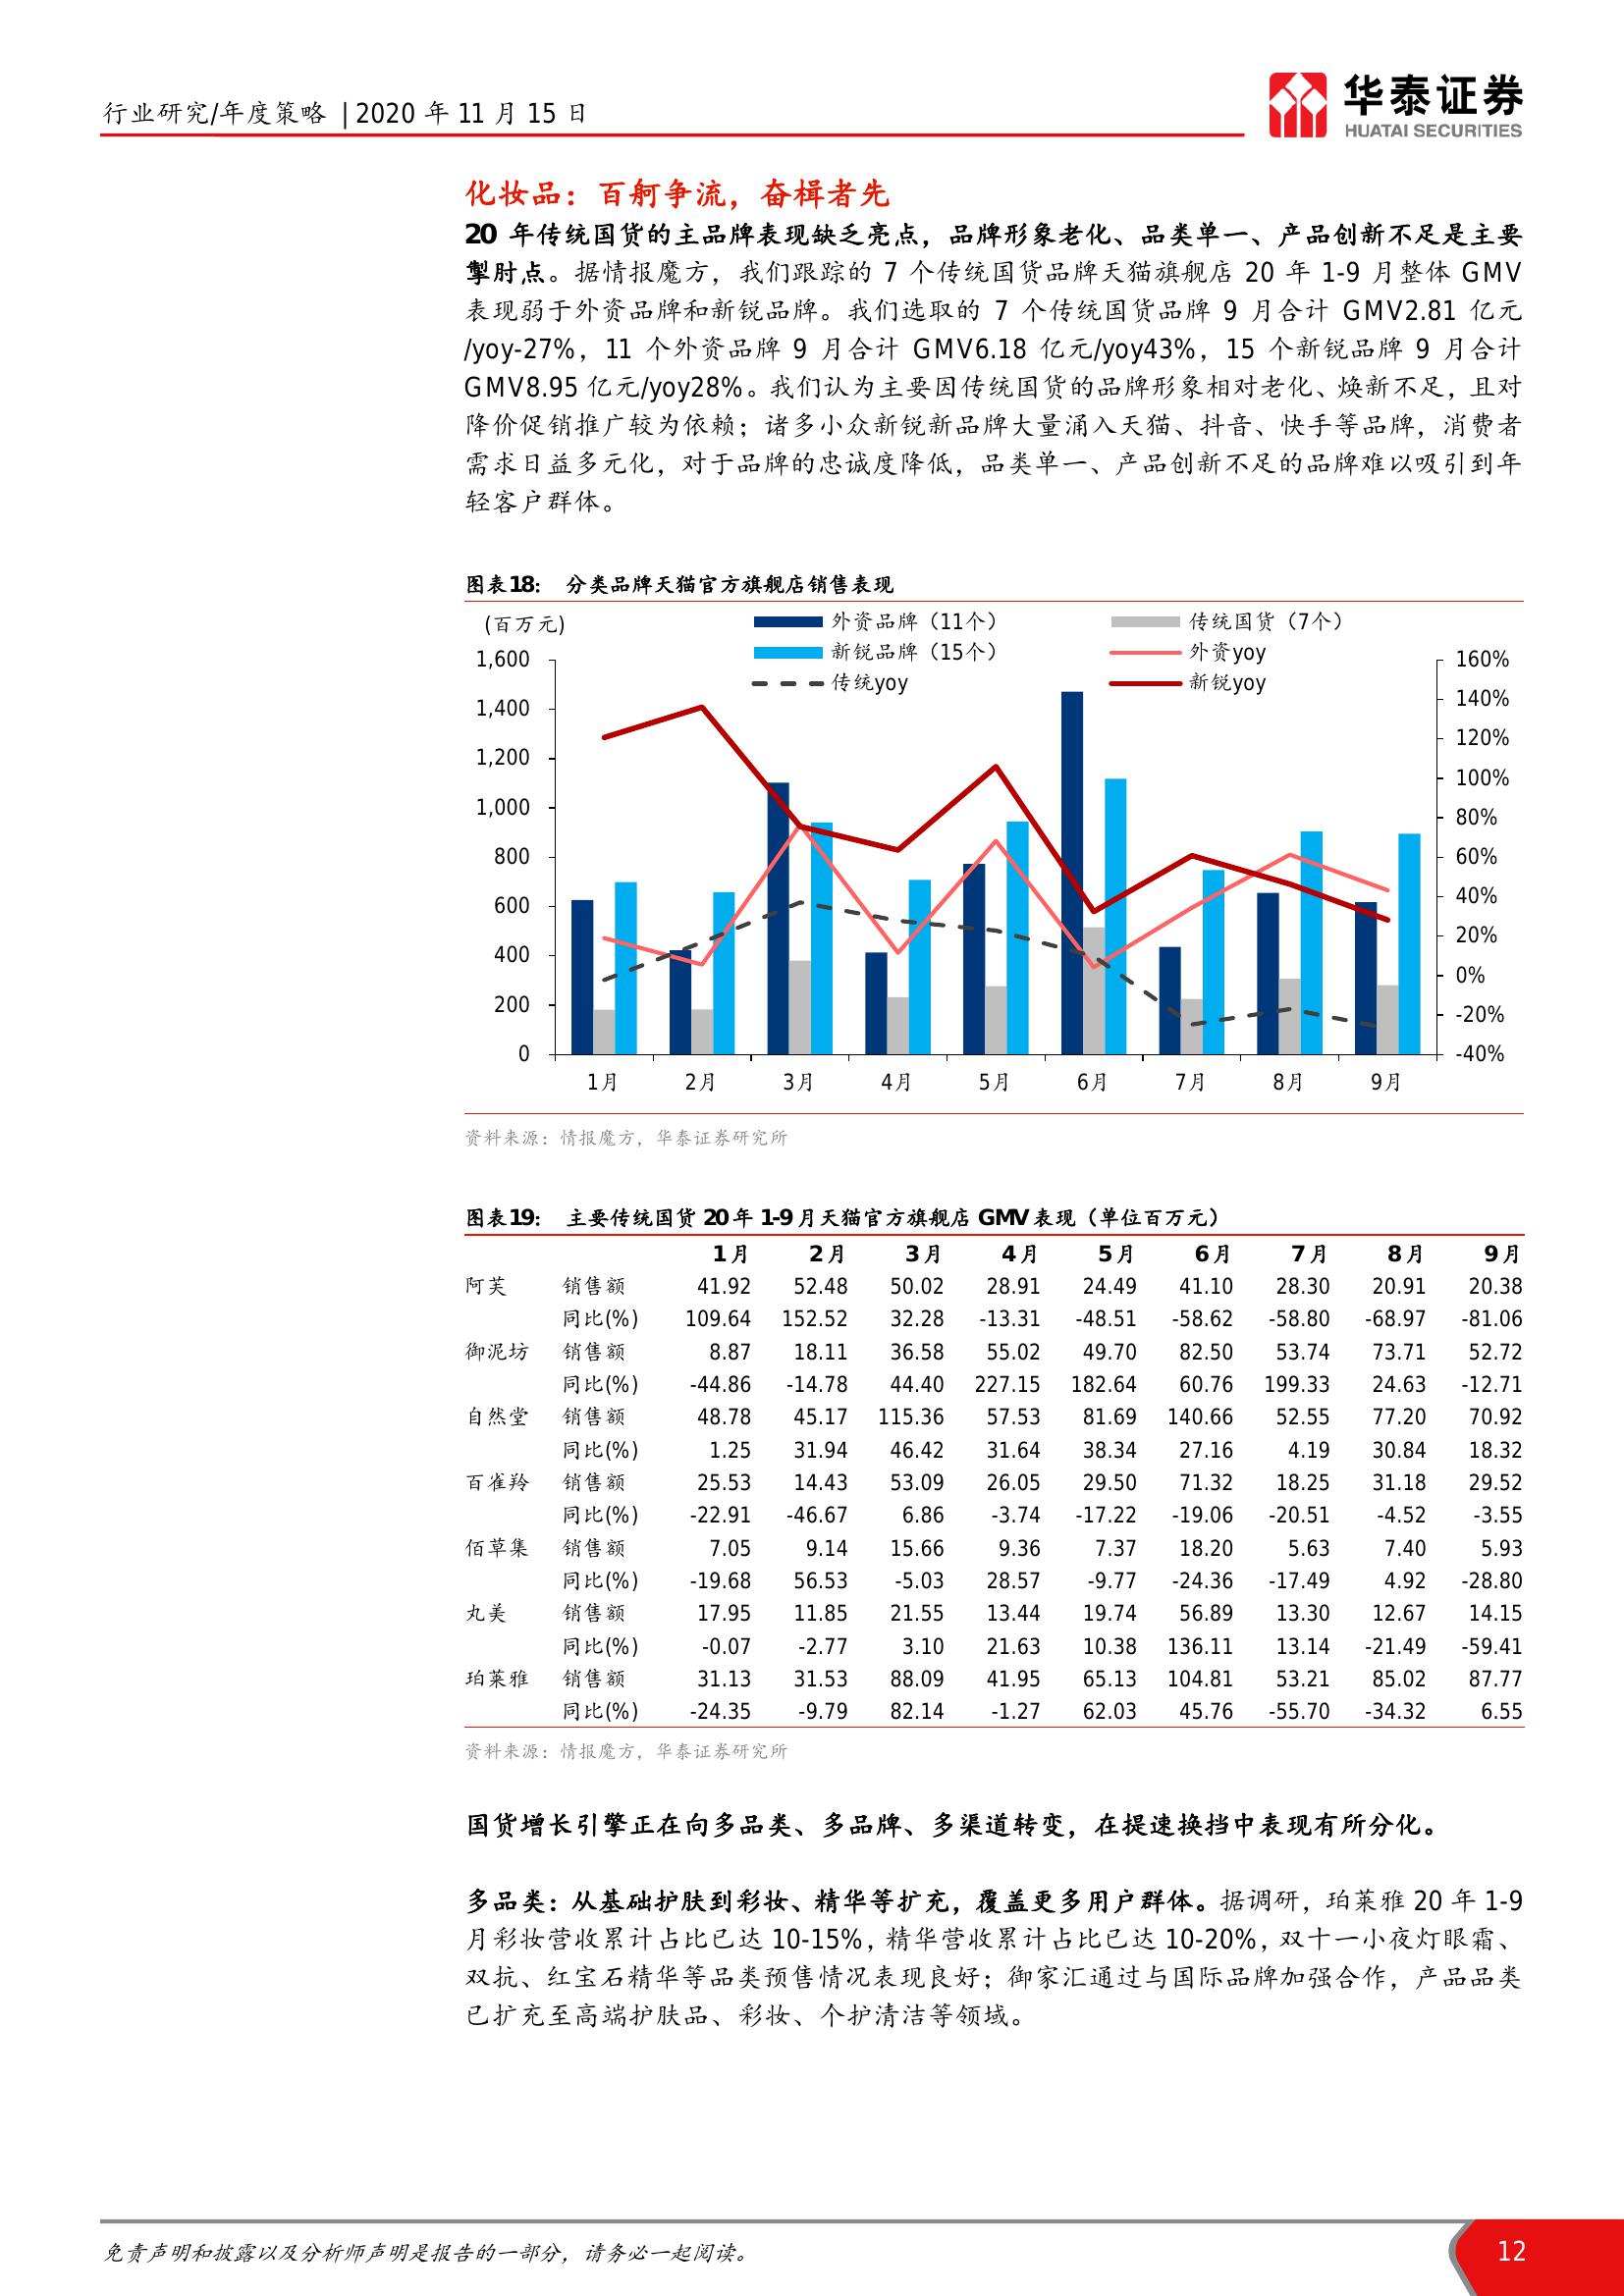 行业研究/年度策略 | 2020 年 11 月 15 日
华泰证券
HUATAI SECURITIES
化妆品：百舸争流，奋楫者先
20 年传统国货的主品牌表现缺乏亮点，品牌形象老化、品类单一、产品创新不足是主要
掣肘点。据情报魔方，我们跟踪的 7 个传统国货品牌天猫旗舰店 20 年 1-9 月整体 GMV
表现弱于外资品牌和新锐品牌。我们选取的 7 个传统国货品牌 9 月合计 GMV2.81 亿元
/yoy-27%，11 个外资品牌 9 月合计 GMV6.18 亿元/yoy43%，15 个新锐品牌 9 月合计
GMV8.95 亿元/yoy28%。我们认为主要因传统国货的品牌形象相对老化、焕新不足，且对
降价促销推广较为依赖；诸多小众新锐新品牌大量涌入天猫、抖音、快手等品牌，消费者
需求日益多元化，对于品牌的忠诚度降低，品类单一、产品创新不足的品牌难以吸引到年
轻客户群体。
图表18： 分类品牌天猫官方旗舰店销售表现
(百万元)
外资品牌（11个） 传统国货（7个）
新锐品牌（15个） 外资yoy
传统yoy 新锐yoy
1,600 160%
1,400 140%
1,200 120%
1,000 100%
800 80%
600 60%
400 40%
200 20%
0 0%
-20%
-40%
1月 2月 3月 4月 5月 6月 7月 8月 9月
资料来源：情报魔方，华泰证券研究所
图表19： 主要传统国货 20 年 1-9 月天猫官方旗舰店 GMV 表现（单位百万元）
1月 2月 3月 4月 5月 6月 7月 8月 9月
阿芙 销售额 41.92 52.48 50.02 28.91 24.49 41.10 28.30 20.91 20.38
同比(%) 109.64 152.52 32.28 -13.31 -48.51 -58.62 -58.80 -68.97 -81.06
御泥坊 销售额 8.87 18.11 36.58 55.02 49.70 82.50 53.74 73.71 52.72
同比(%) -44.86 -14.78 44.40 227.15 182.64 60.76 199.33 24.63 -12.71
自然堂 销售额 48.78 45.17 115.36 57.53 81.69 140.66 52.55 77.20 70.92
同比(%) 1.25 31.94 46.42 31.64 38.34 27.16 4.19 30.84 18.32
百雀羚 销售额 25.53 14.43 53.09 26.05 29.50 71.32 18.25 31.18 29.52
同比(%) -22.91 -46.67 6.86 -3.74 -17.22 -19.06 -20.51 -4.52 -3.55
佰草集 销售额 7.05 9.14 15.66 9.36 7.37 18.20 5.63 7.40 5.93
同比(%) -19.68 56.53 -5.03 28.57 -9.77 -24.36 -17.49 4.92 -28.80
丸美 销售额 17.95 11.85 21.55 13.44 19.74 56.89 13.30 12.67 14.15
同比(%) -0.07 -2.77 3.10 21.63 10.38 136.11 13.14 -21.49 -59.41
珀莱雅 销售额 31.13 31.53 88.09 41.95 65.13 104.81 53.21 85.02 87.77
同比(%) -24.35 -9.79 82.14 -1.27 62.03 45.76 -55.70 -34.32 6.55
资料来源：情报魔方，华泰证券研究所
国货增长引擎正在向多品类、多品牌、多渠道转变，在提速换挡中表现有所分化。
多品类：从基础护肤到彩妆、精华等扩充，覆盖更多用户群体。据调研，珀莱雅 20 年 1-9
月彩妆营收累计占比已达 10-15%，精华营收累计占比已达 10-20%，双十一小夜灯眼霜、
双抗、红宝石精华等品类预售情况表现良好；御家汇通过与国际品牌加强合作，产品品类
已扩充至高端护肤品、彩妆、个护清洁等领域。
免责声明和披露以及分析师声明是报告的一部分，请务必一起阅读。
12